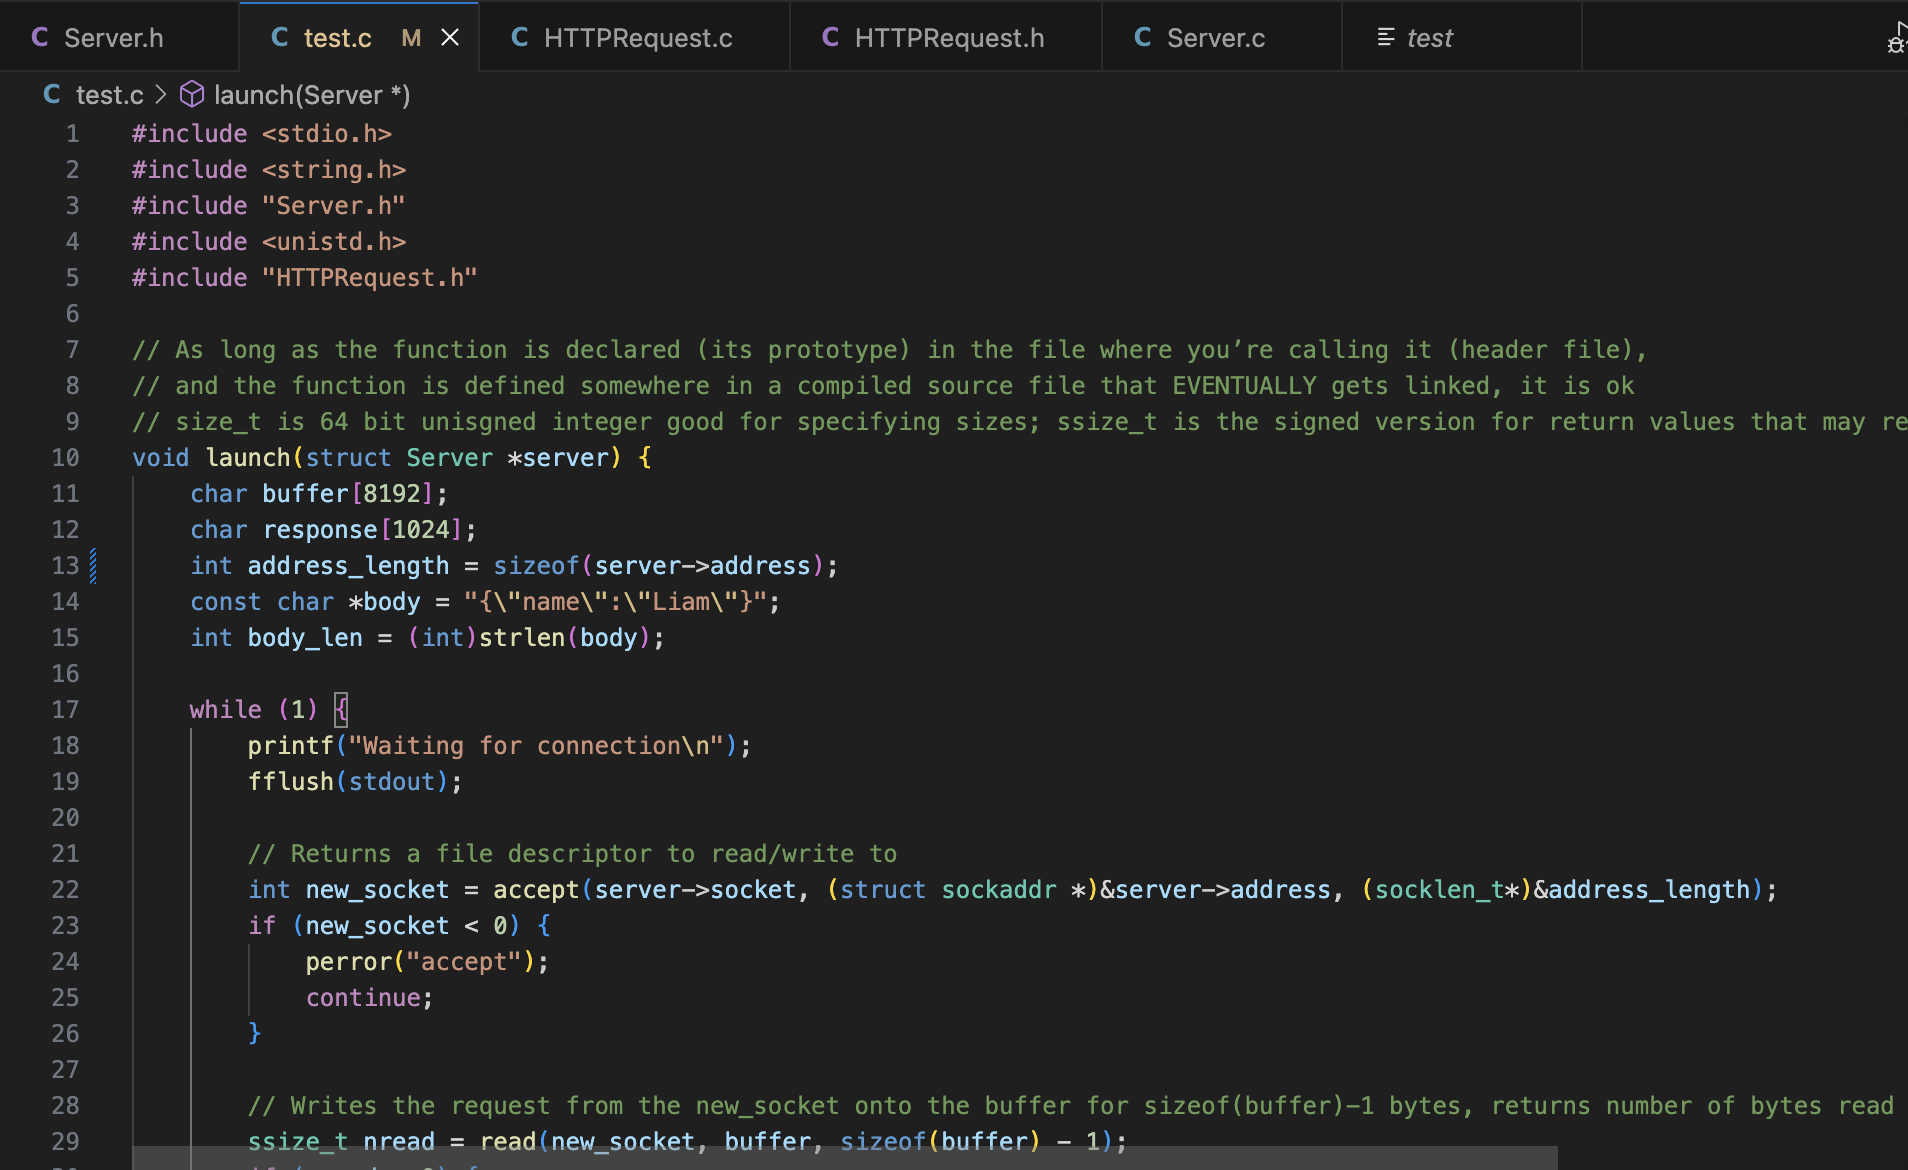 C Server.h C test.c M × C HTTPRequest.c C HTTPRequest.h C Server.c test
C test.c > launch(Server *)
1 #include <stdio.h>
2 #include <string.h>
3 #include "Server.h"
4 #include <unistd.h>
5 #include "HTTPRequest.h"
6
7 // As long as the function is declared (its prototype) in the file where you’re calling it (header file),
8 // and the function is defined somewhere in a compiled source file that EVENTUALLY gets linked, it is ok
9 // size_t is 64 bit unisgned integer good for specifying sizes; ssize_t is the signed version for return values that may re
10 void launch(struct Server *server) {
11 char buffer[8192];
12 char response[1024];
13 int address_length = sizeof(server->address);
14 const char *body = "{\"name\":\"Liam\"}";
15 int body_len = (int)strlen(body);
16
17 while (1) {
18 printf("Waiting for connection\n");
19 fflush(stdout);
20
21 // Returns a file descriptor to read/write to
22 int new_socket = accept(server->socket, (struct sockaddr *)&server->address, (socklen_t*)&address_length);
23 if (new_socket < 0) {
24 perror("accept");
25 continue;
26 }
27
28 // Writes the request from the new_socket onto the buffer for sizeof(buffer)-1 bytes, returns number of bytes read
29 ssize_t nread = read(new_socket, buffer, sizeof(buffer) - 1);